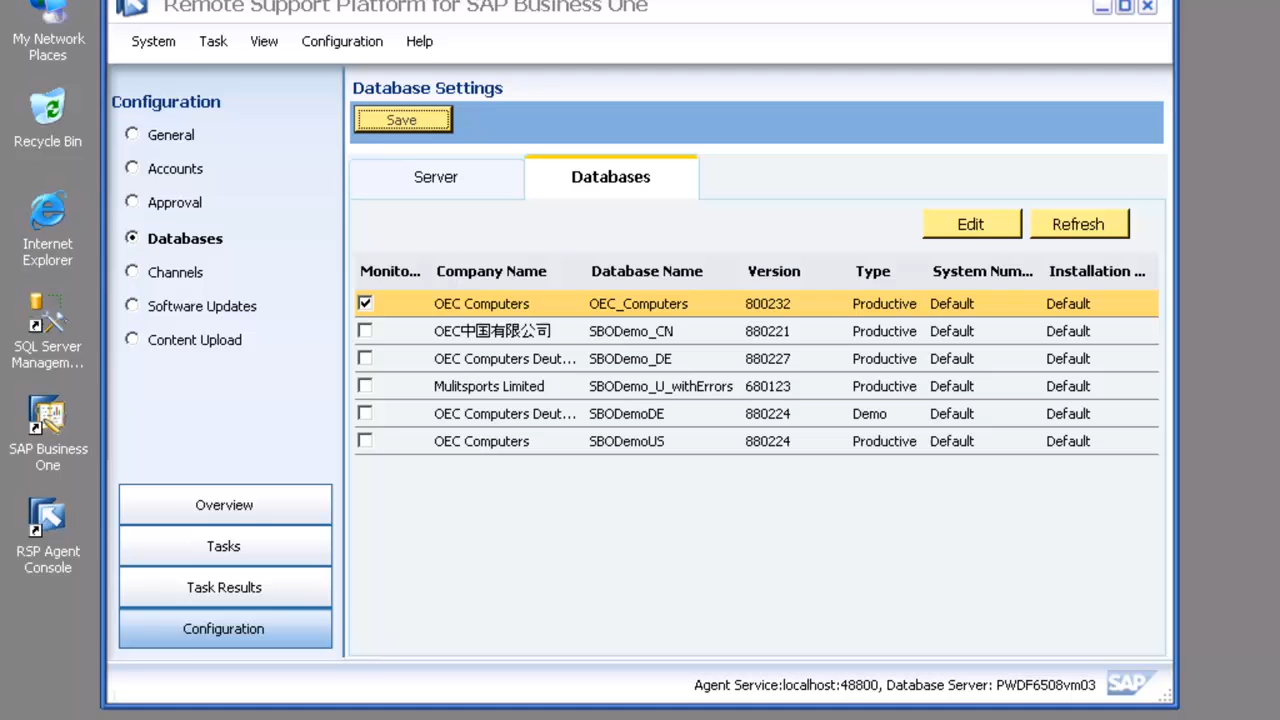 Remote Support Platform for SAP Business One
My Network
Places
Recycle Bin
Internet
Explorer
SQL Server
Managem...
SAP Business
One
RSP Agent
Console
System Task View Configuration Help
Configuration
General
Accounts
Approval
Databases
Channels
Software Updates
Content Upload
Overview
Tasks
Task Results
Configuration
Database Settings
Save
Server Databases
Edit Refresh
Monito... Company Name Database Name Version Type System Num... Installation ...
OEC Computers OEC_Computers 800232 Productive Default Default
OEC中国有限公司 SBODemo_CN 880221 Productive Default Default
OEC Computers Deut... SBODemo_DE 880227 Productive Default Default
Mulitsports Limited SBODemo_U_withErrors 680123 Productive Default Default
OEC Computers Deut... SBODemoDE 880224 Demo Default Default
OEC Computers SBODemoUS 880224 Productive Default Default
Agent Service:localhost:48800, Database Server: PWDF6508vm03 SAP